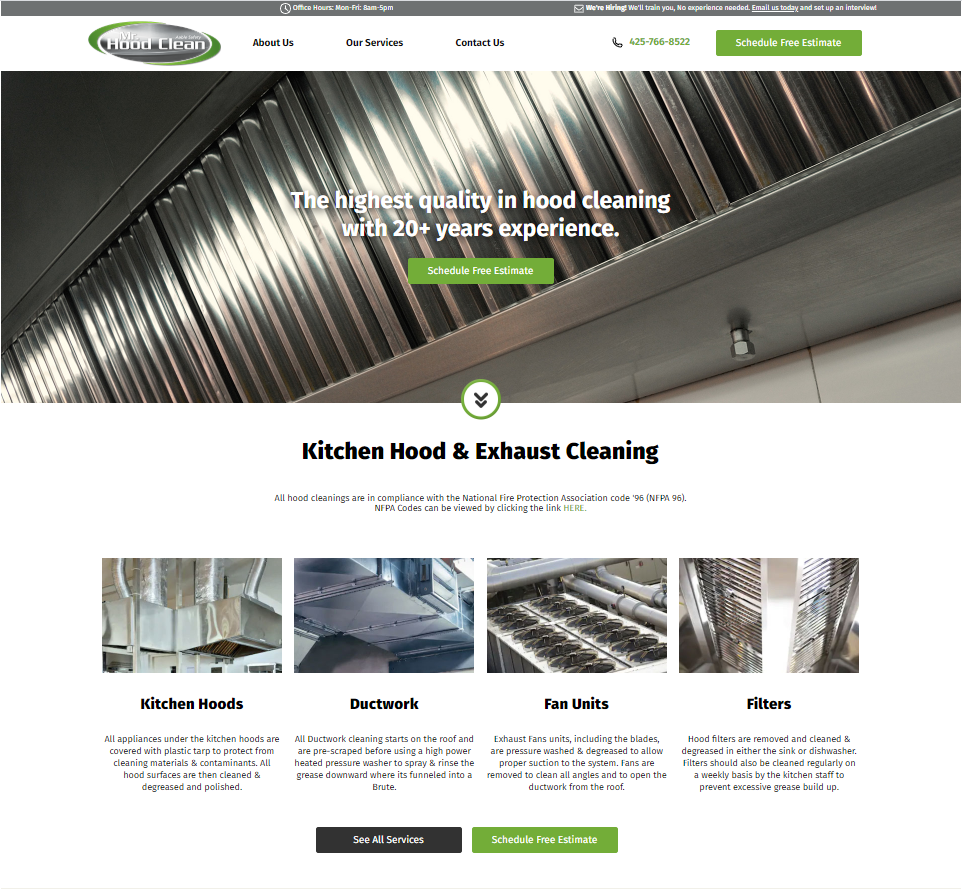 Office Hours: Mon-Fri: 8am-5pm
We're Hiring! We'll train you, No experience needed. Email us today and set up an interview!
Mr.
Hood Clean
About Us
Our Services
Contact Us
425-766-8522
Schedule Free Estimate
The highest quality in hood cleaning
with 20+ years experience.
Schedule Free Estimate
Kitchen Hood & Exhaust Cleaning
All hood cleanings are in compliance with the National Fire Protection Association code '96 (NFPA 96).
NFPA Codes can be viewed by clicking the link HERE.
Kitchen Hoods
All appliances under the kitchen hoods are
covered with plastic tarp to protect from
cleaning materials & contaminants. All
hood surfaces are then cleaned &
degreased and polished.
Ductwork
All Ductwork cleaning starts on the roof and
are pre-scraped before using a high power
heated pressure washer to spray & rinse the
grease downward where its funneled into a
Brute.
Fan Units
Exhaust Fans units, including the blades,
are pressure washed & degreased to allow
proper suction to the system. Fans are
removed to clean all angles and to open the
ductwork from the roof.
Filters
Hood filters are removed and cleaned &
degreased in either the sink or dishwasher.
Filters should also be cleaned regularly on
a weekly basis by the kitchen staff to
prevent excessive grease build up.
See All Services
Schedule Free Estimate